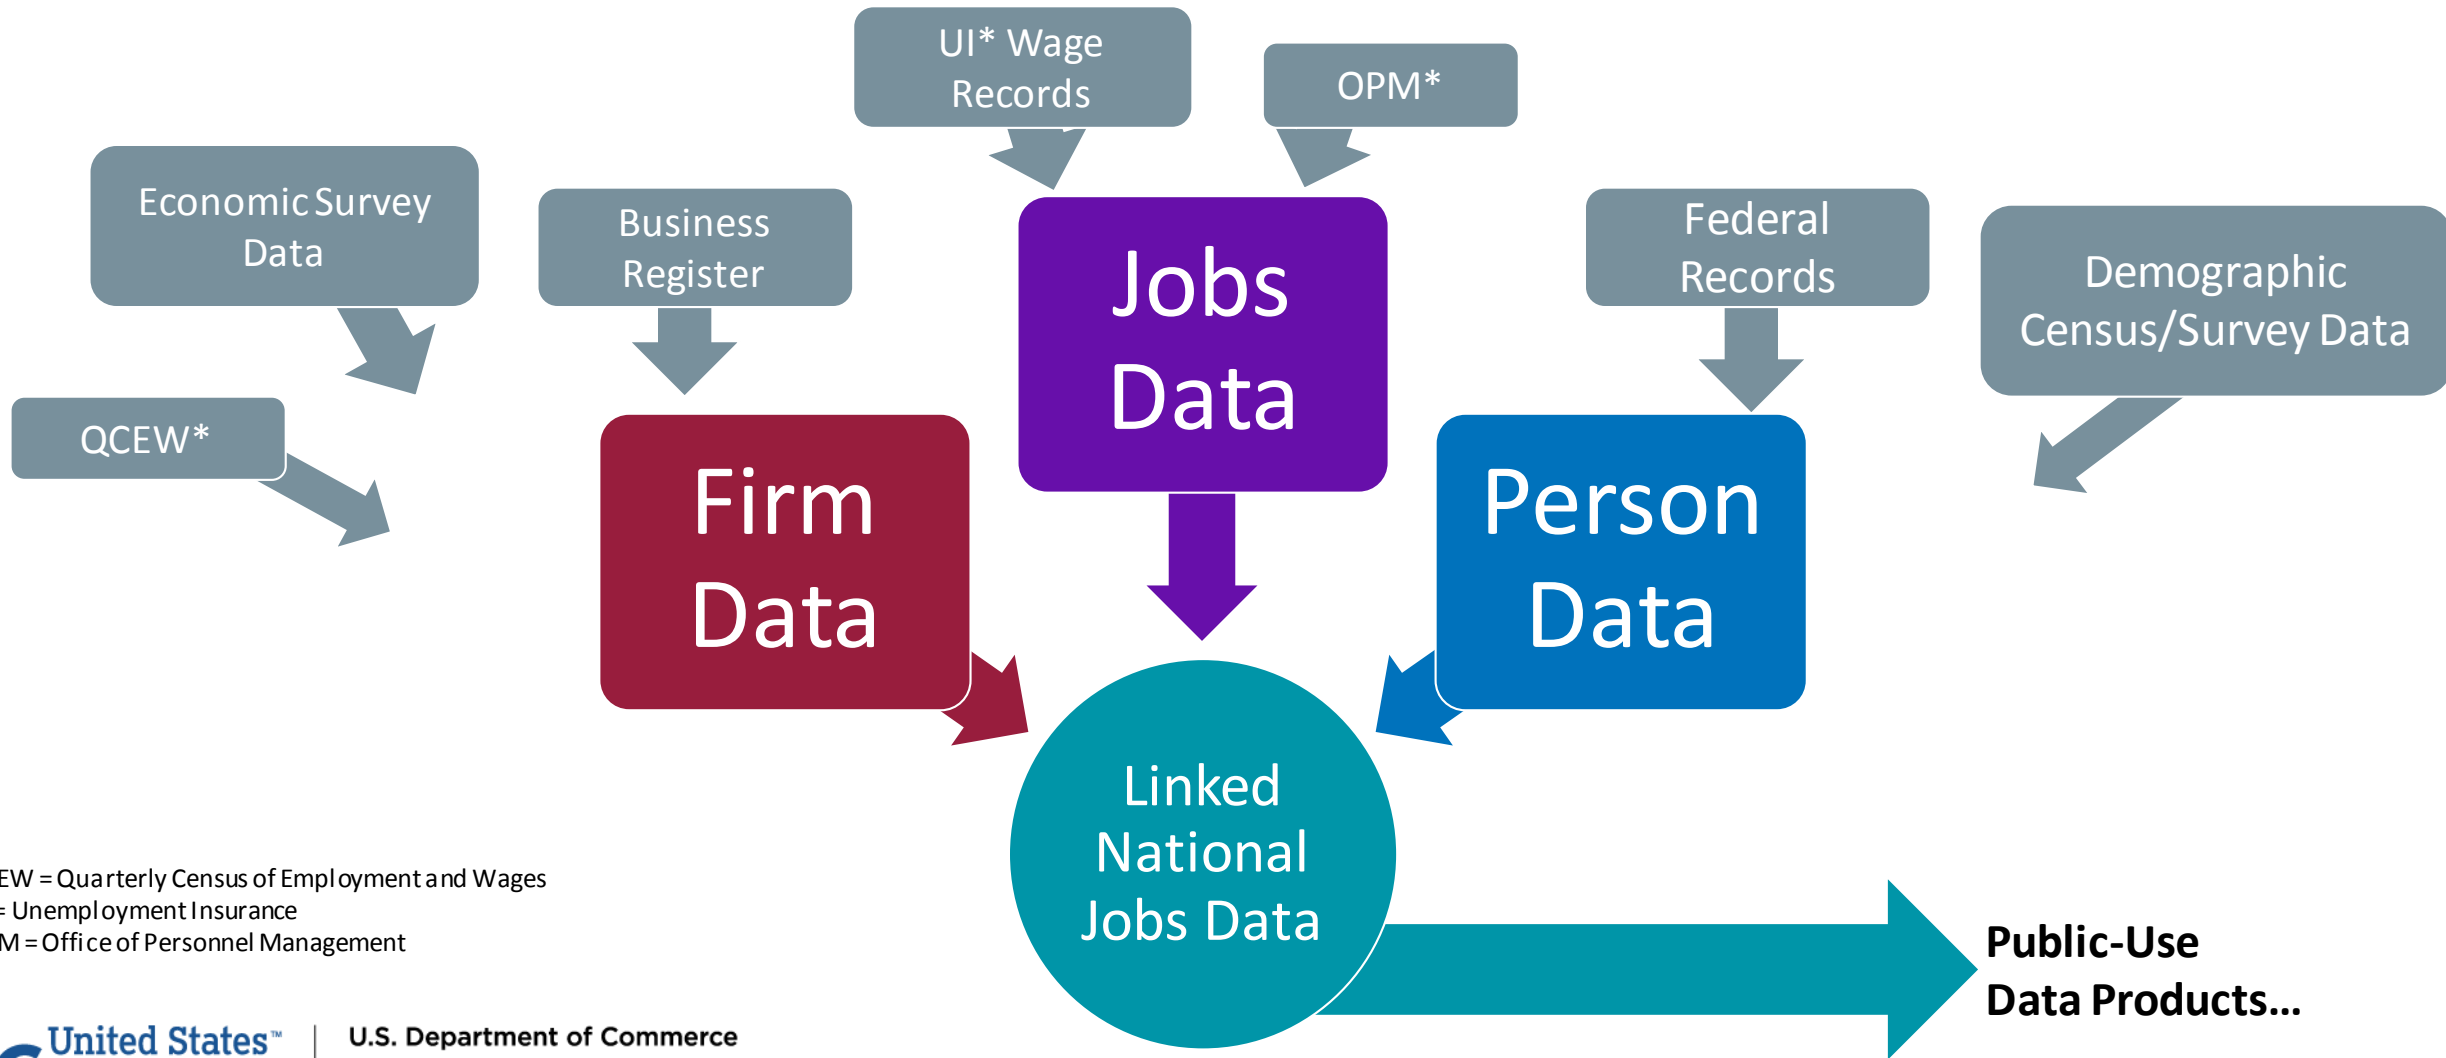 UI* Wage
Records
OPM*
Economic Survey
Data
Business
Register
Federal
Records
Demographic
Census/Survey Data
QCEW*
Jobs
Data
Firm
Data
Person
Data
Linked
National
Jobs Data
Public-Use
Data Products...
EW = Quarterly Census of Employment and Wages
= Unemployment Insurance
M = Office of Personnel Management
United States™
U.S. Department of Commerce